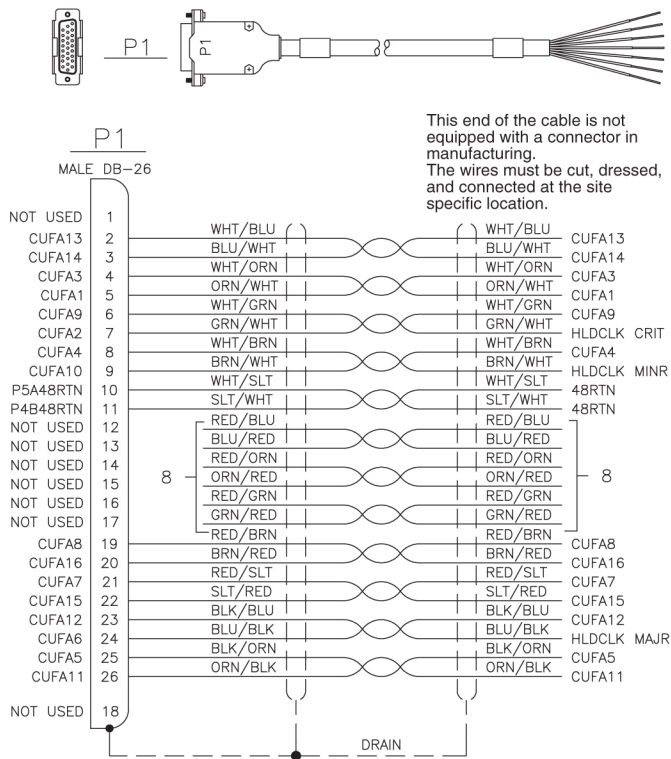 P1
P1
This end of the cable is not
equipped with a connector in
manufacturing.
The wires must be cut, dressed,
and connected at the site
specific location.
P1
MALE DB-26
NOT USED 1
CUFA13 2 WHT/BLU WHT/BLU CUFA13
CUFA14 3 BLU/WHT BLU/WHT CUFA14
CUFA3 4 WHT/ORN WHT/ORN CUFA3
CUFA1 5 ORN/WHT ORN/WHT CUFA1
CUFA9 6 WHT/GRN WHT/GRN CUFA9
CUFA2 7 GRN/WHT GRN/WHT HLDCLK CRIT
CUFA4 8 WHT/BRN WHT/BRN CUFA4
CUFA10 9 BRN/WHT BRN/WHT HLDCLK MINR
P5A48RTN 10 WHT/SLT WHT/SLT 48RTN
P4B48RTN 11 SLT/WHT SLT/WHT 48RTN
NOT USED 12 RED/BLU RED/BLU
NOT USED 13 BLU/RED BLU/RED
NOT USED 14 RED/ORN RED/ORN
NOT USED 15 8 ORN/RED ORN/RED 8
NOT USED 16 RED/GRN RED/GRN
NOT USED 17 GRN/RED GRN/RED
CUFA8 19 RED/BRN RED/BRN CUFA8
CUFA16 20 BRN/RED BRN/RED CUFA16
CUFA7 21 RED/SLT RED/SLT CUFA7
CUFA15 22 SLT/RED SLT/RED CUFA15
CUFA12 23 BLK/BLU BLK/BLU CUFA12
CUFA6 24 BLU/BLK BLU/BLK HLDCLK MAJR
CUFA5 25 BLK/ORN BLK/ORN CUFA5
CUFA11 26 ORN/BLK ORN/BLK CUFA11
NOT USED 18
DRAIN